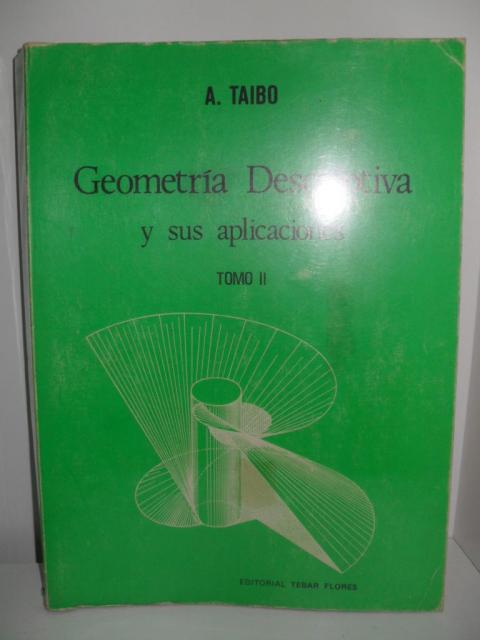 A. TAIBO
Geometría Descriptiva
y sus aplicaciones
TOMO II
EDITORIAL TEBAR FLORES